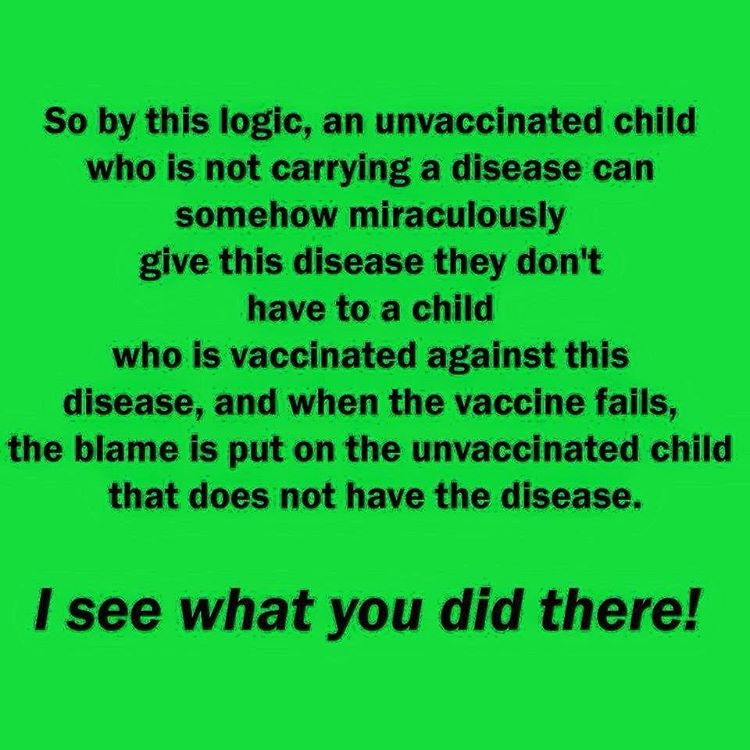 So by this logic, an unvaccinated child
who is not carrying a disease can
somehow miraculously
give this disease they don't
have to a child
who is vaccinated against this
disease, and when the vaccine fails,
the blame is put on the unvaccinated child
that does not have the disease.
I see what you did there!